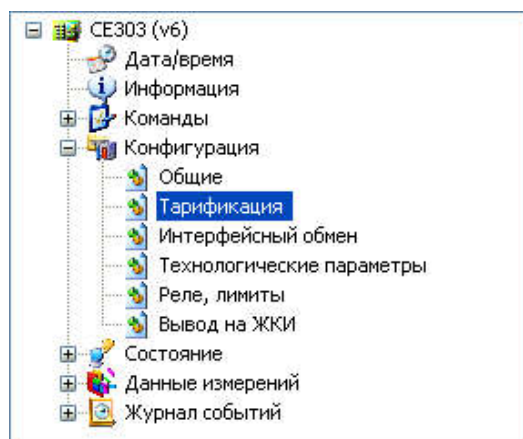 CE303 (v6)
Дата/время
Информация
Команды
Конфигурация
Общие
Тарификация
Интерфейсный обмен
Технологические параметры
Реле, лимиты
Вывод на ЖКИ
Состояние
Данные измерений
Журнал событий